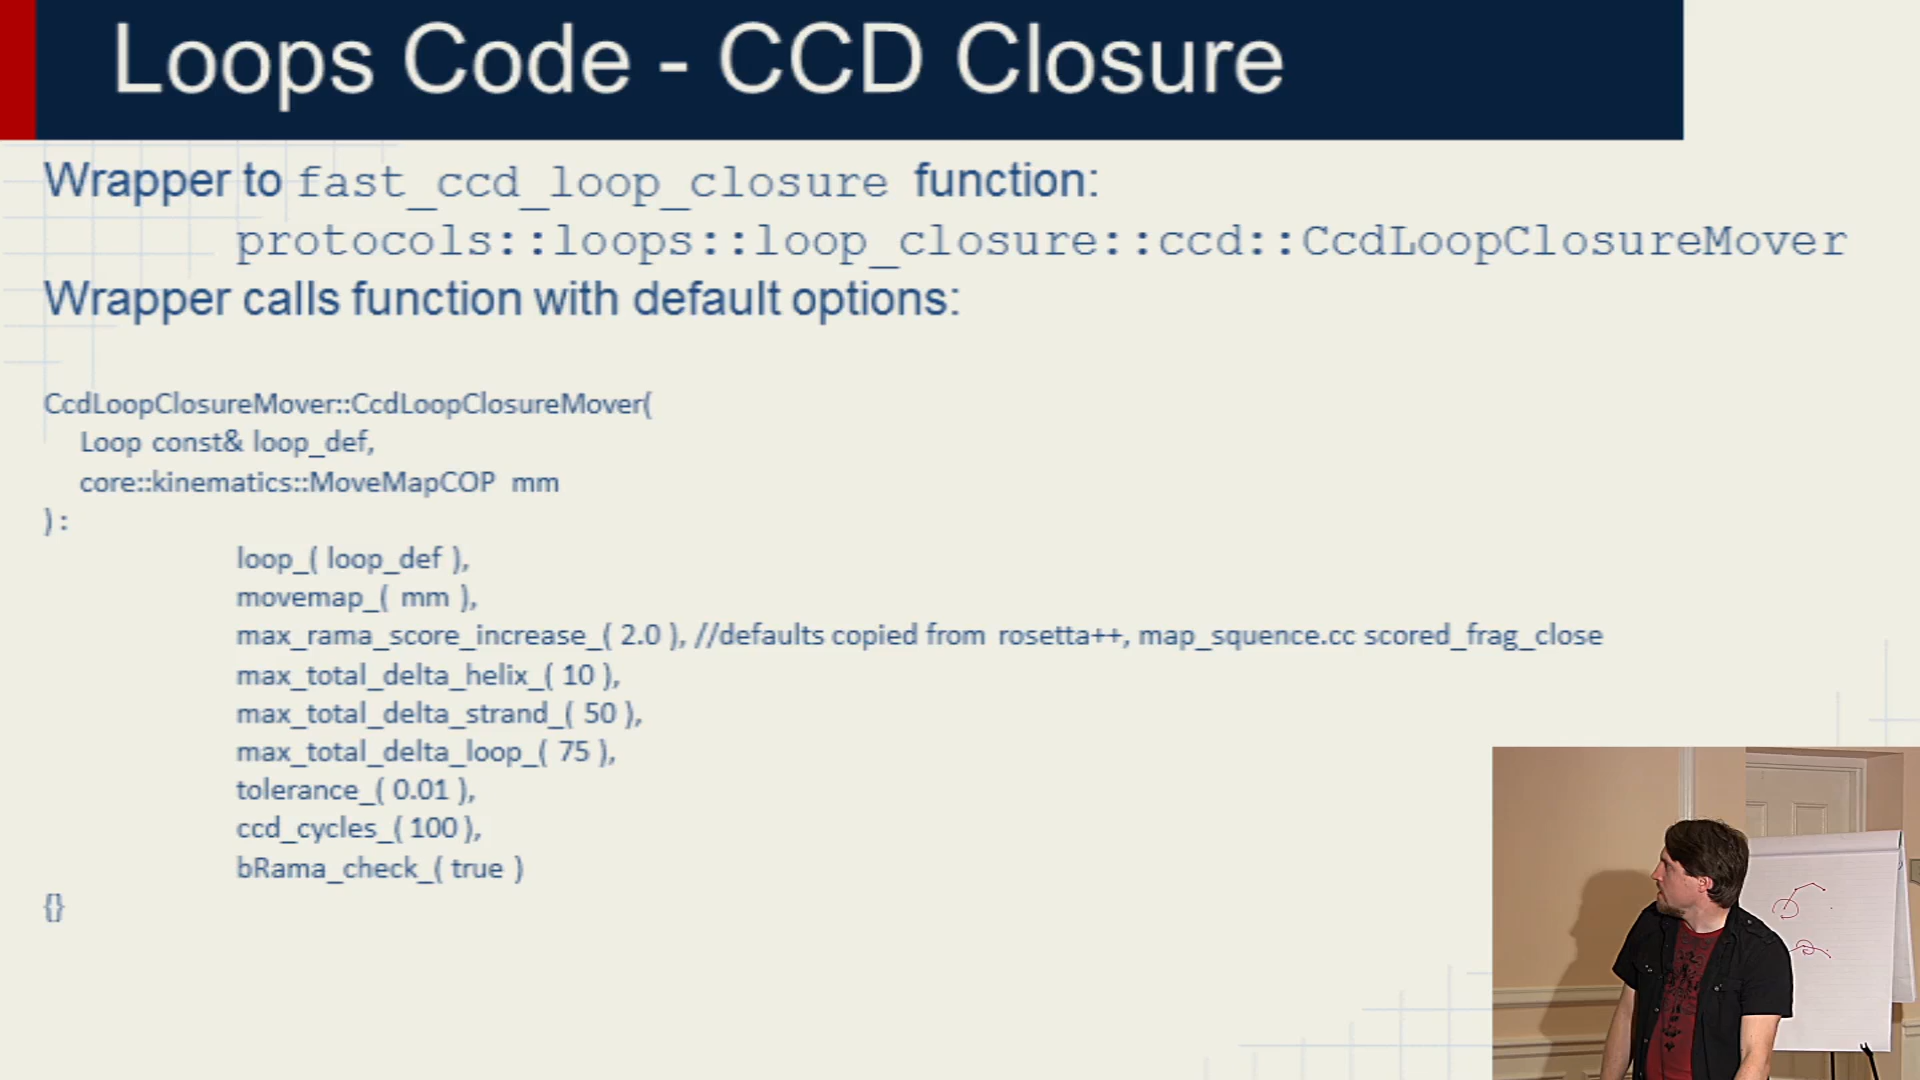 Loops Code - CCD Closure
Wrapper to fast_ccd_loop_closure function:
protocols::loops::loop_closure::ccd::CcdLoopClosureMover
Wrapper calls function with default options:
CcdLoopClosureMover::CcdLoopClosureMover(
Loop const& loop_def,
core::kinematics::MoveMapCOP mm
) :
loop_( loop_def ),
movemap_( mm ),
max_rama_score_increase_( 2.0 ), //defaults copied from rosetta++, map_squence.cc scored_frag_close
max_total_delta_helix_( 10 ),
max_total_delta_strand_( 50 ),
max_total_delta_loop_( 75 ),
tolerance_( 0.01 ),
ccd_cycles_( 100 ),
bRama_check_( true )
{}